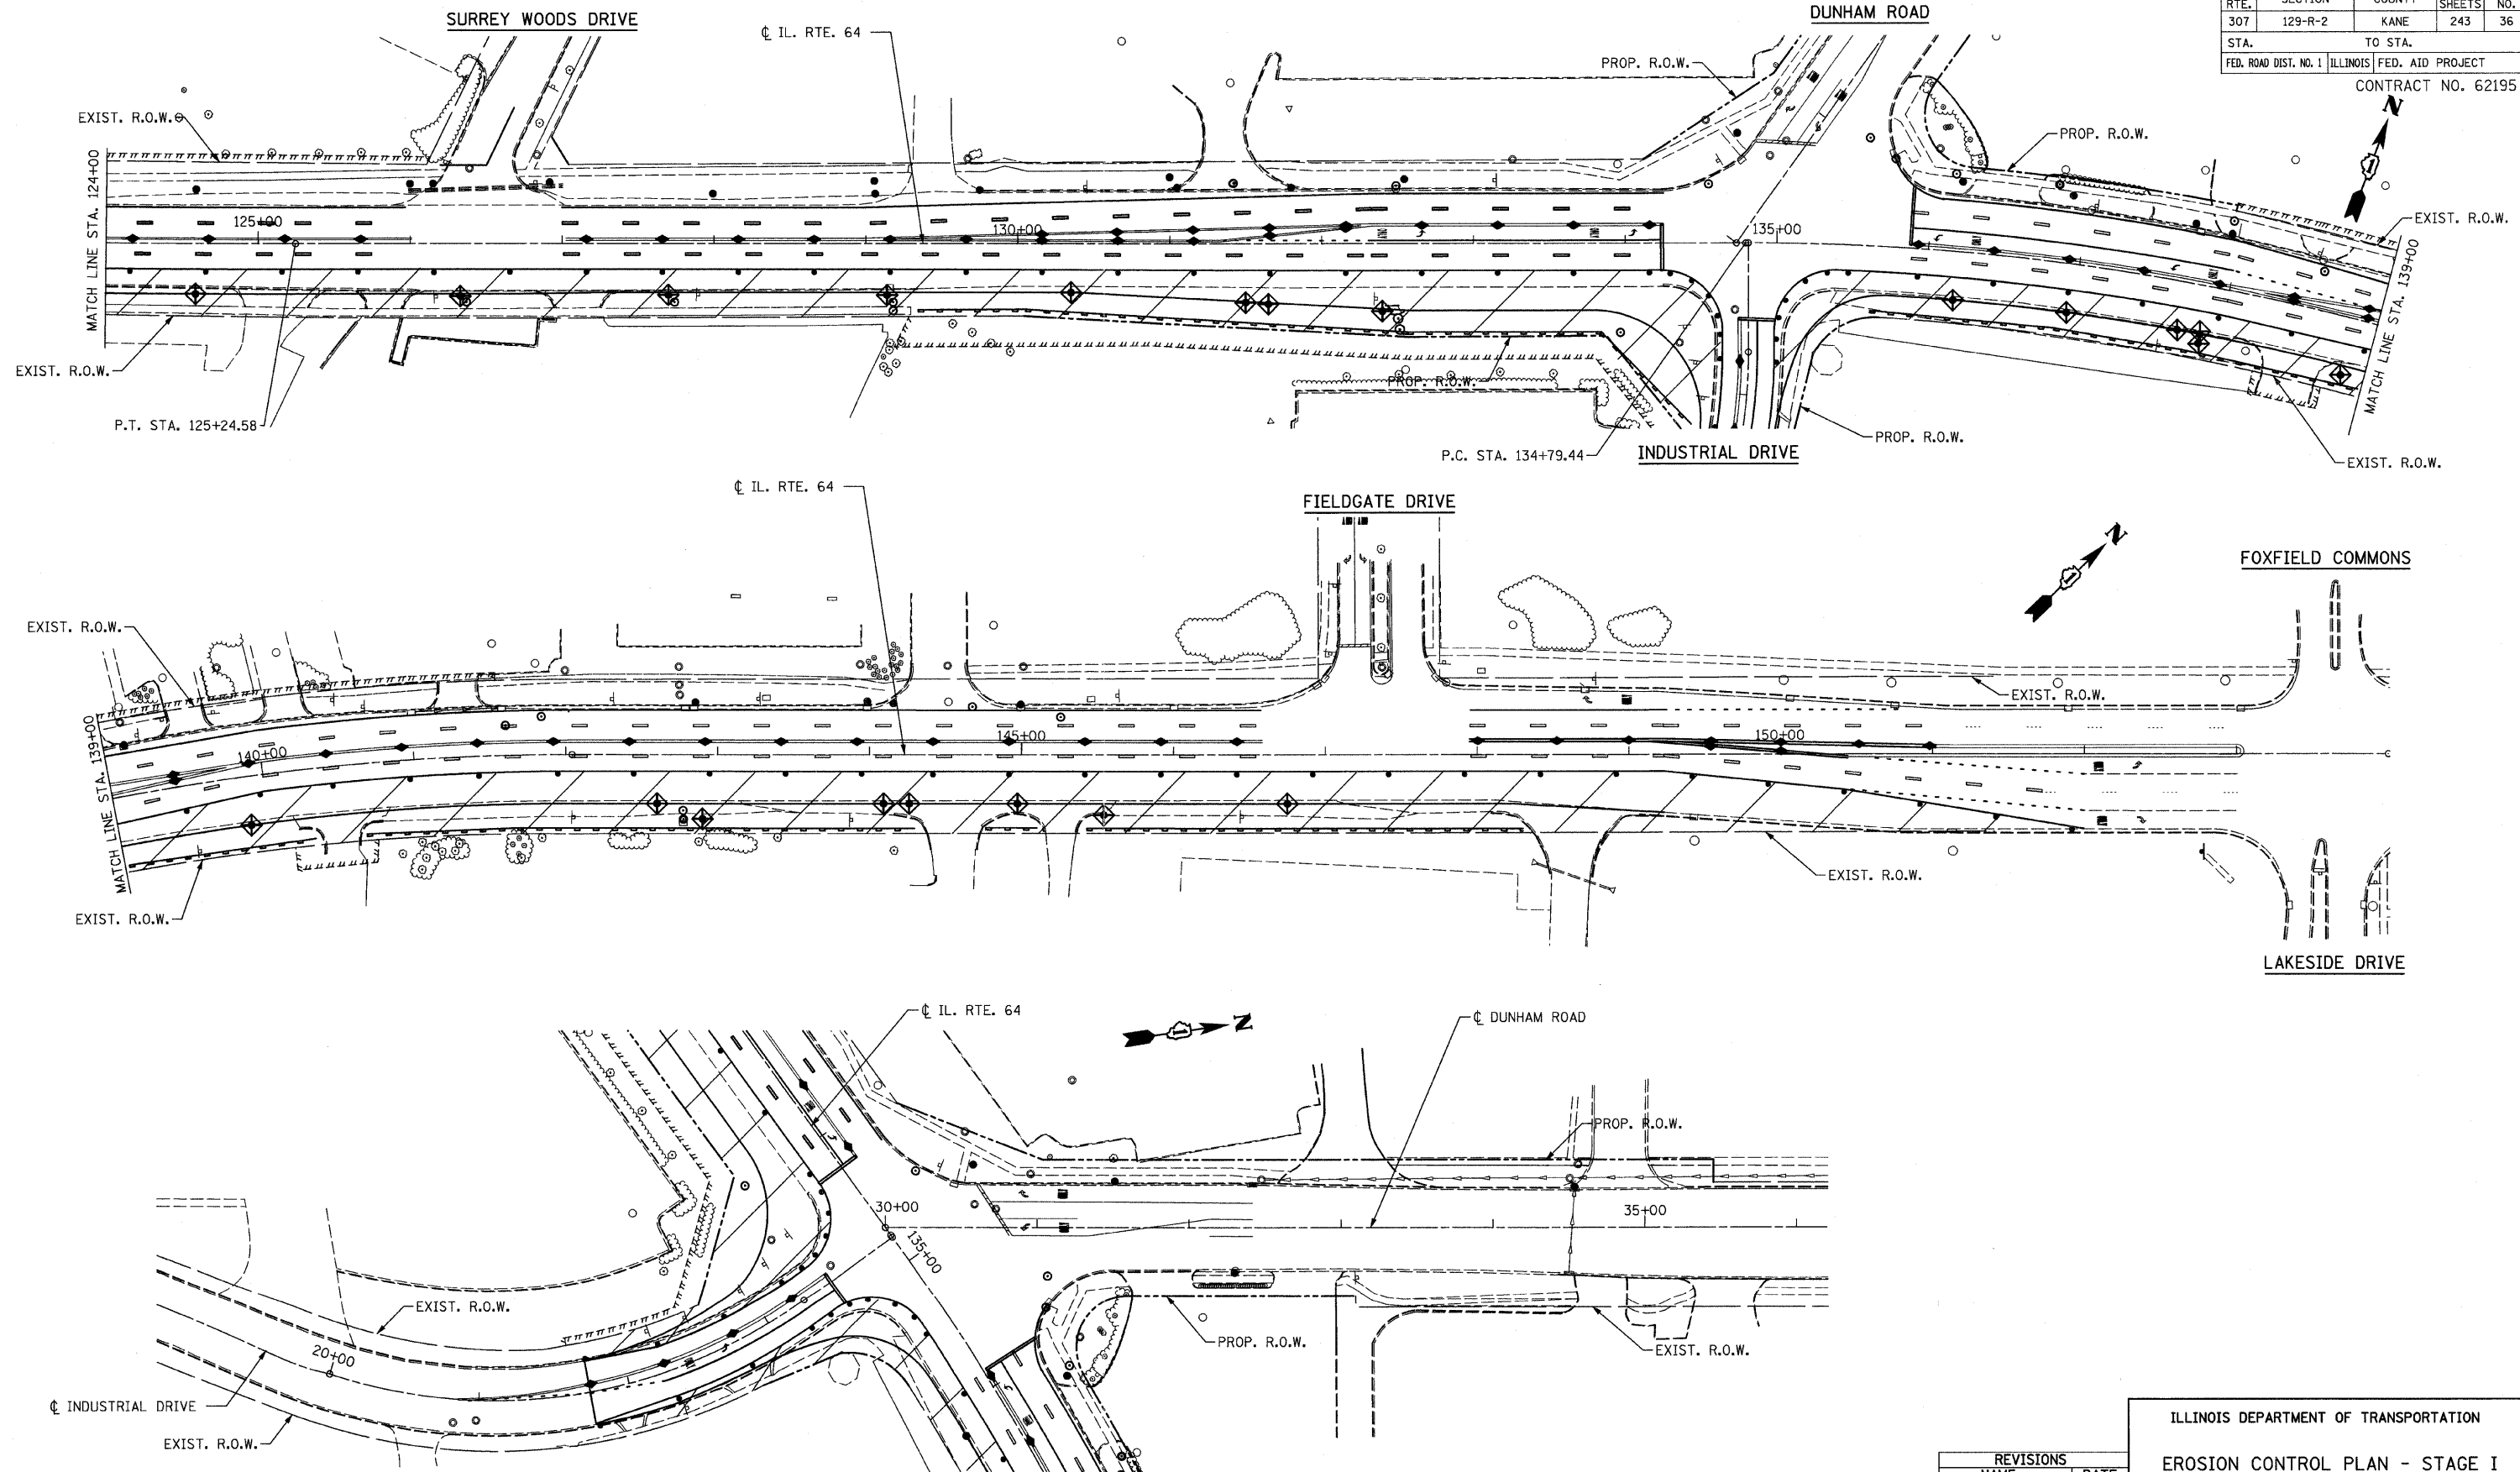 SURREY WOODS DRIVE
℄ IL. RTE. 64
DUNHAM ROAD
RTE. SECTION COUNTY SHEETS NO.
307 129-R-2 KANE 243 36
STA. TO STA.
FED. ROAD DIST. NO. 1 ILLINOIS FED. AID PROJECT
CONTRACT NO. 62195
N
PROP. R.O.W.
EXIST. R.O.W.
PROP. R.O.W.
EXIST. R.O.W.
MATCH LINE STA. 124+00
125+00
130+00
135+00
MATCH LINE STA. 139+00
EXIST. R.O.W.
PROP. R.O.W.
P.T. STA. 125+24.58
P.C. STA. 134+79.44
INDUSTRIAL DRIVE
PROP. R.O.W.
EXIST. R.O.W.
℄ IL. RTE. 64
FIELDGATE DRIVE
N
FOXFIELD COMMONS
EXIST. R.O.W.
EXIST. R.O.W.
MATCH LINE STA. 139+00
140+00
145+00
150+00
EXIST. R.O.W.
EXIST. R.O.W.
LAKESIDE DRIVE
℄ IL. RTE. 64
N
℄ DUNHAM ROAD
PROP. R.O.W.
30+00
35+00
135+00
EXIST. R.O.W.
20+00
PROP. R.O.W.
EXIST. R.O.W.
℄ INDUSTRIAL DRIVE
EXIST. R.O.W.
ILLINOIS DEPARTMENT OF TRANSPORTATION
REVISIONS
NAME DATE
EROSION CONTROL PLAN - STAGE I